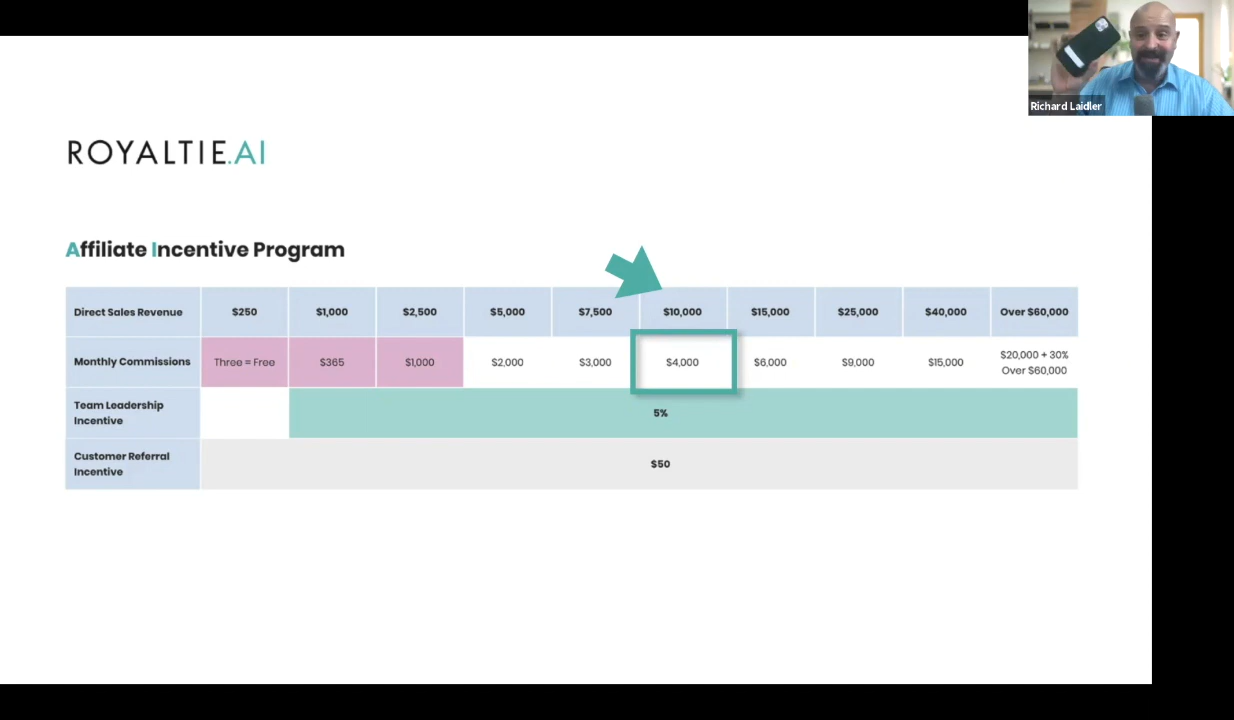 Richard Laidler
ROYALTIE.AI
Affiliate Incentive Program
Direct Sales Revenue $250 $1,000 $2,500 $5,000 $7,500 $10,000 $15,000 $25,000 $40,000 Over $60,000
Monthly Commissions Three = Free $365 $1,000 $2,000 $3,000 $4,000 $6,000 $9,000 $15,000 $20,000 + 30%
Over $60,000
Team Leadership
Incentive
5%
Customer Referral
Incentive
$50